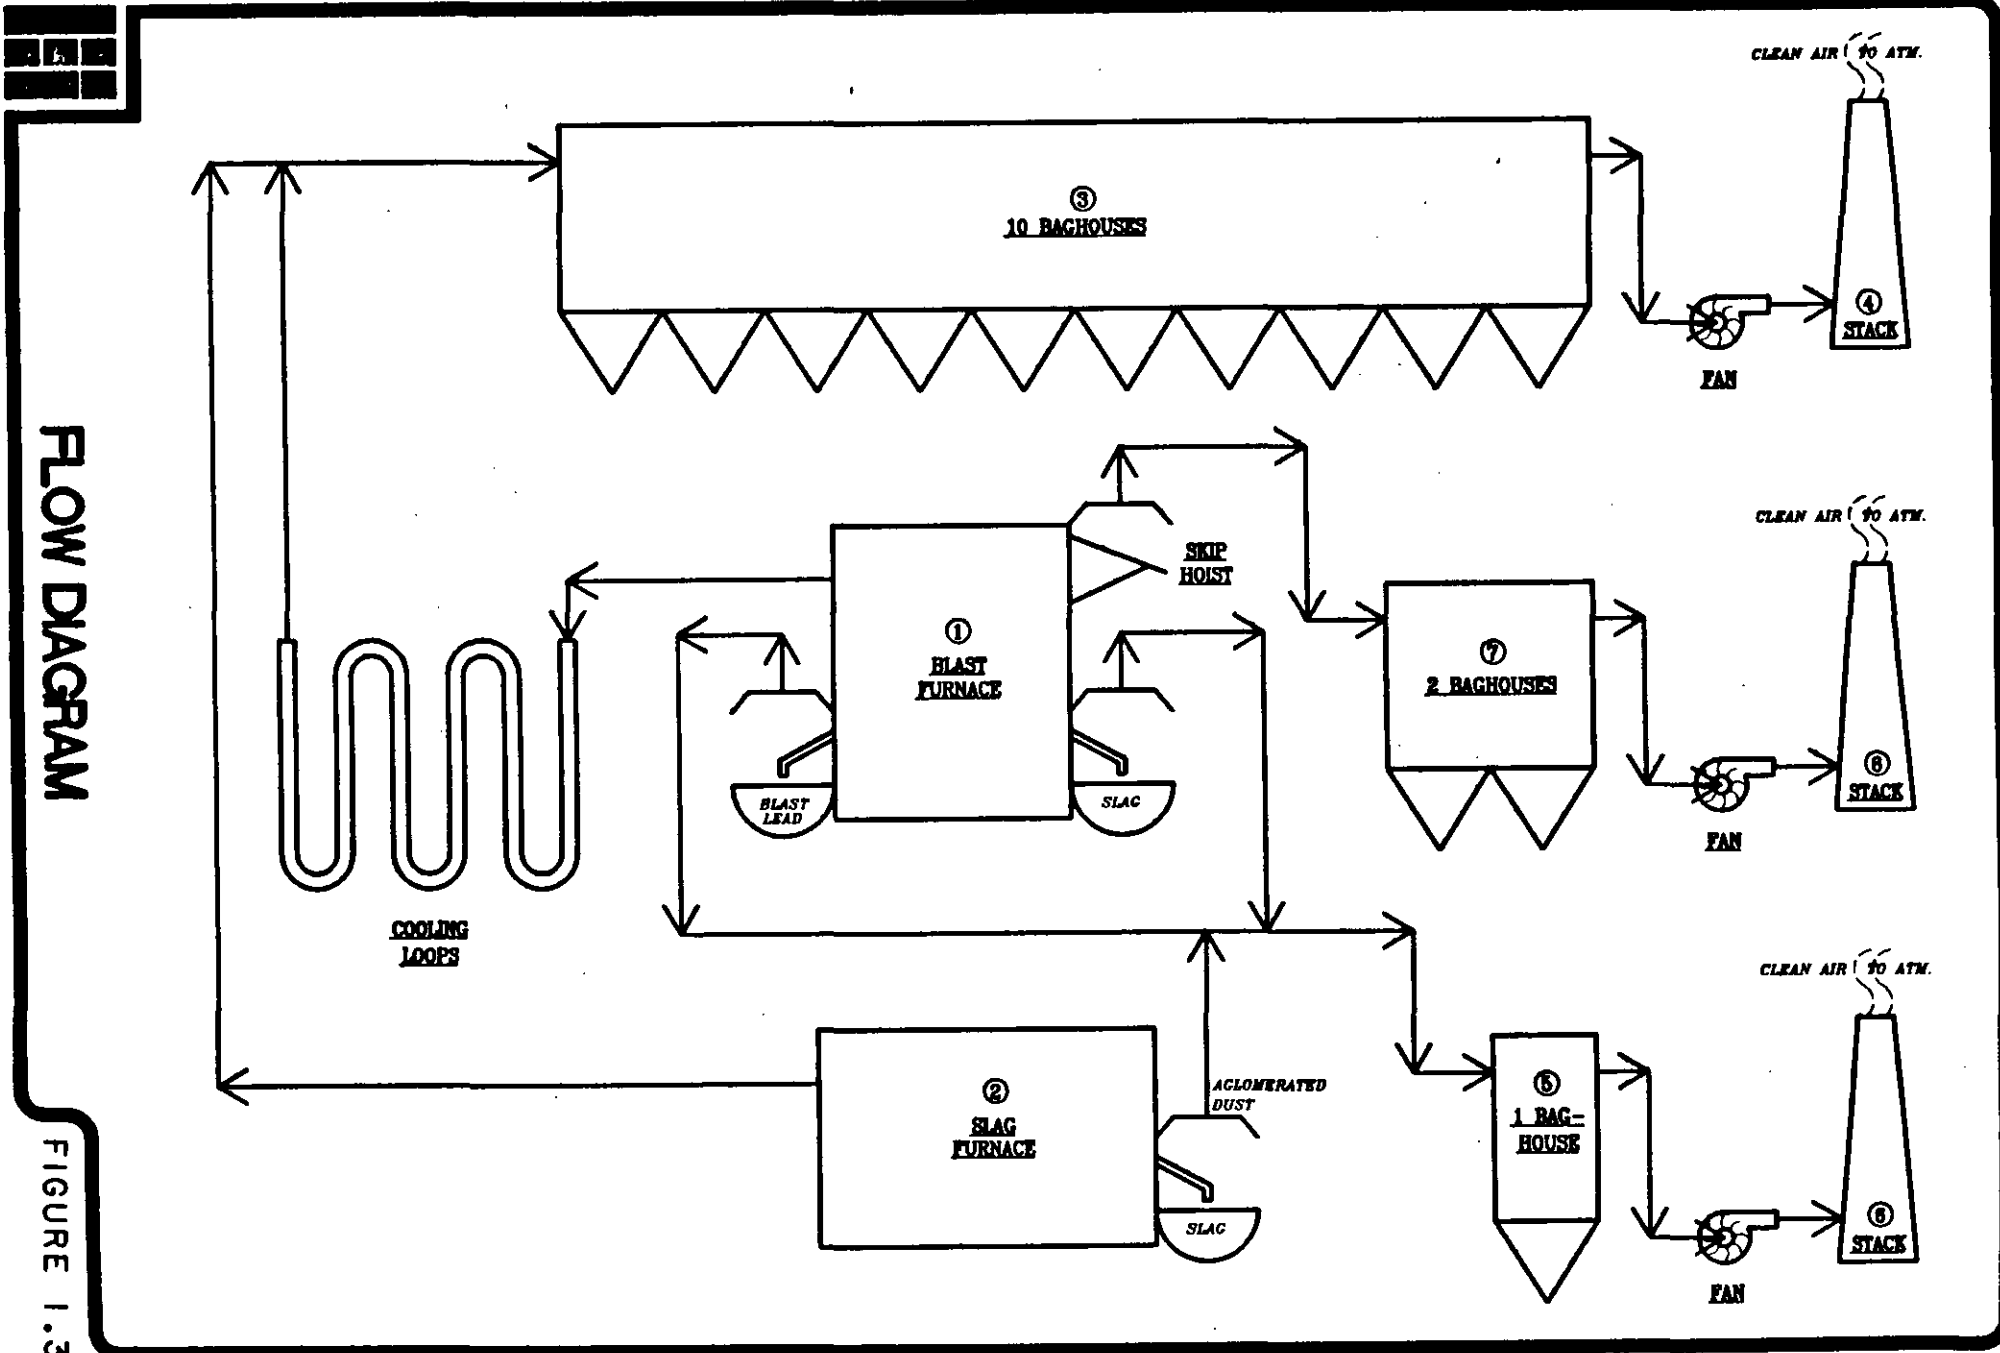 CLEAN AIR TO ATM.
③
10 BAGHOUSES
④
STACK
FAN
CLEAN AIR TO ATM.
SKIP
HOIST
①
BLAST
FURNACE
⑦
2 BAGHOUSES
BLAST
LEAD
SLAG
STACK
FAN
COOLING
LOOPS
CLEAN AIR TO ATM.
②
SLAG
FURNACE
AGLOMERATED
DUST
SLAG
⑤
1 BAG-
HOUSE
⑥
STACK
FAN
FLOW DIAGRAM
FIGURE 1.3